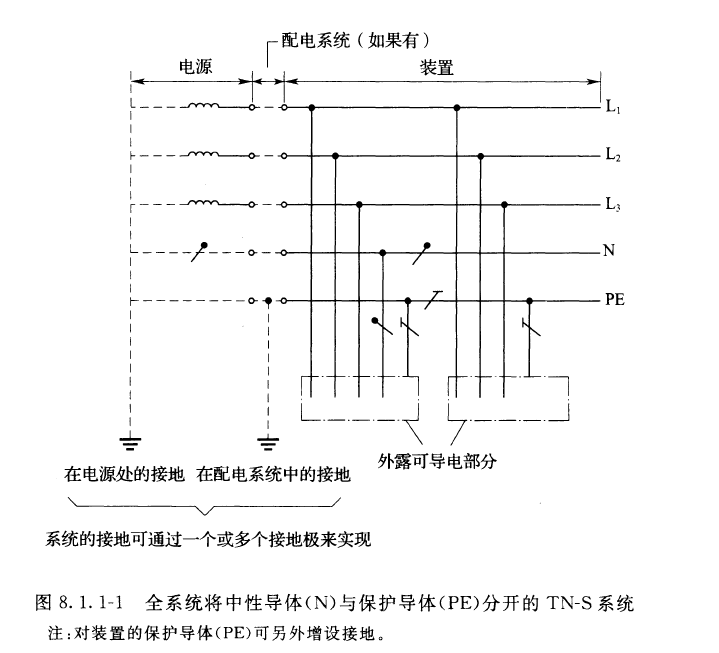 配电系统（如果有）
电源
装置
L₁
L₂
L₃
N
PE
外露可导电部分
在电源处的接地 在配电系统中的接地
系统的接地可通过一个或多个接地极来实现
图 8.1.1-1 全系统将中性导体(N)与保护导体(PE)分开的 TN-S 系统
注:对装置的保护导体(PE)可另外增设接地。